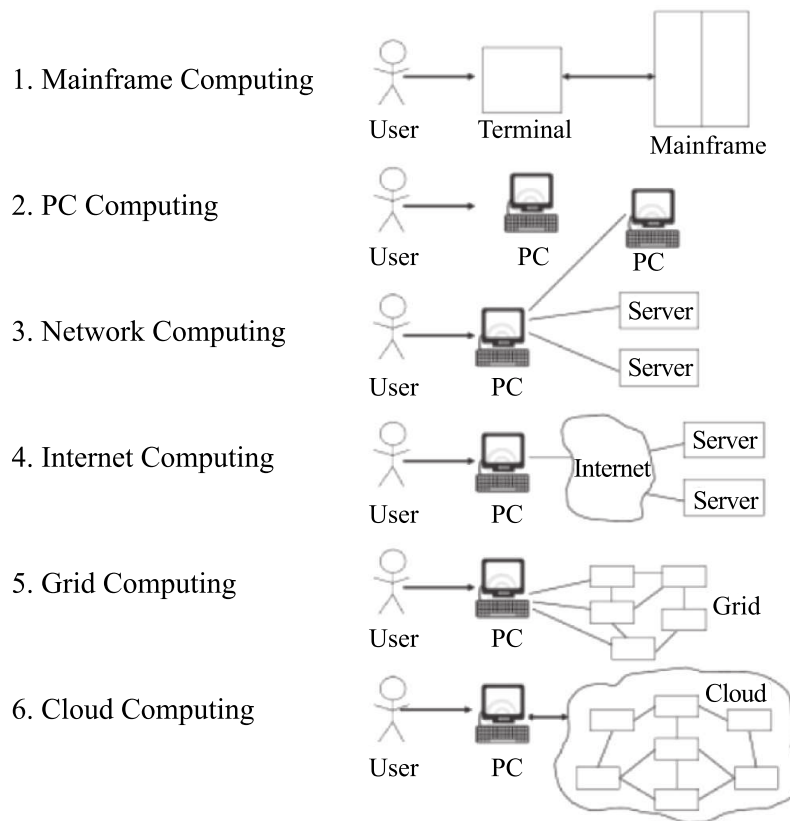 1. Mainframe Computing
User
Terminal
Mainframe
2. PC Computing
User
PC
PC
3. Network Computing
User
PC
Server
Server
4. Internet Computing
User
PC
Internet
Server
Server
5. Grid Computing
User
PC
Grid
6. Cloud Computing
User
PC
Cloud